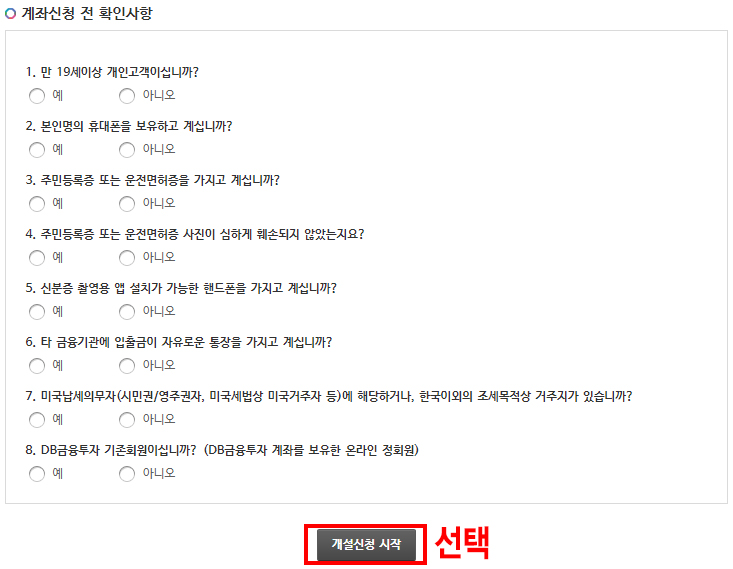 계좌신청 전 확인사항
1. 만 19세이상 개인고객이십니까?
예 아니오
2. 본인명의 휴대폰을 보유하고 계십니까?
예 아니오
3. 주민등록증 또는 운전면허증을 가지고 계십니까?
예 아니오
4. 주민등록증 또는 운전면허증 사진이 심하게 훼손되지 않았는지요?
예 아니오
5. 신분증 촬영용 앱 설치가 가능한 핸드폰을 가지고 계십니까?
예 아니오
6. 타 금융기관에 입출금이 자유로운 통장을 가지고 계십니까?
예 아니오
7. 미국납세의무자(시민권/영주권자, 미국세법상 미국거주자 등)에 해당하거나, 한국이외의 조세목적상 거주지가 있습니까?
예 아니오
8. DB금융투자 기존회원이십니까? (DB금융투자 계좌를 보유한 온라인 정회원)
예 아니오
개설신청 시작 선택